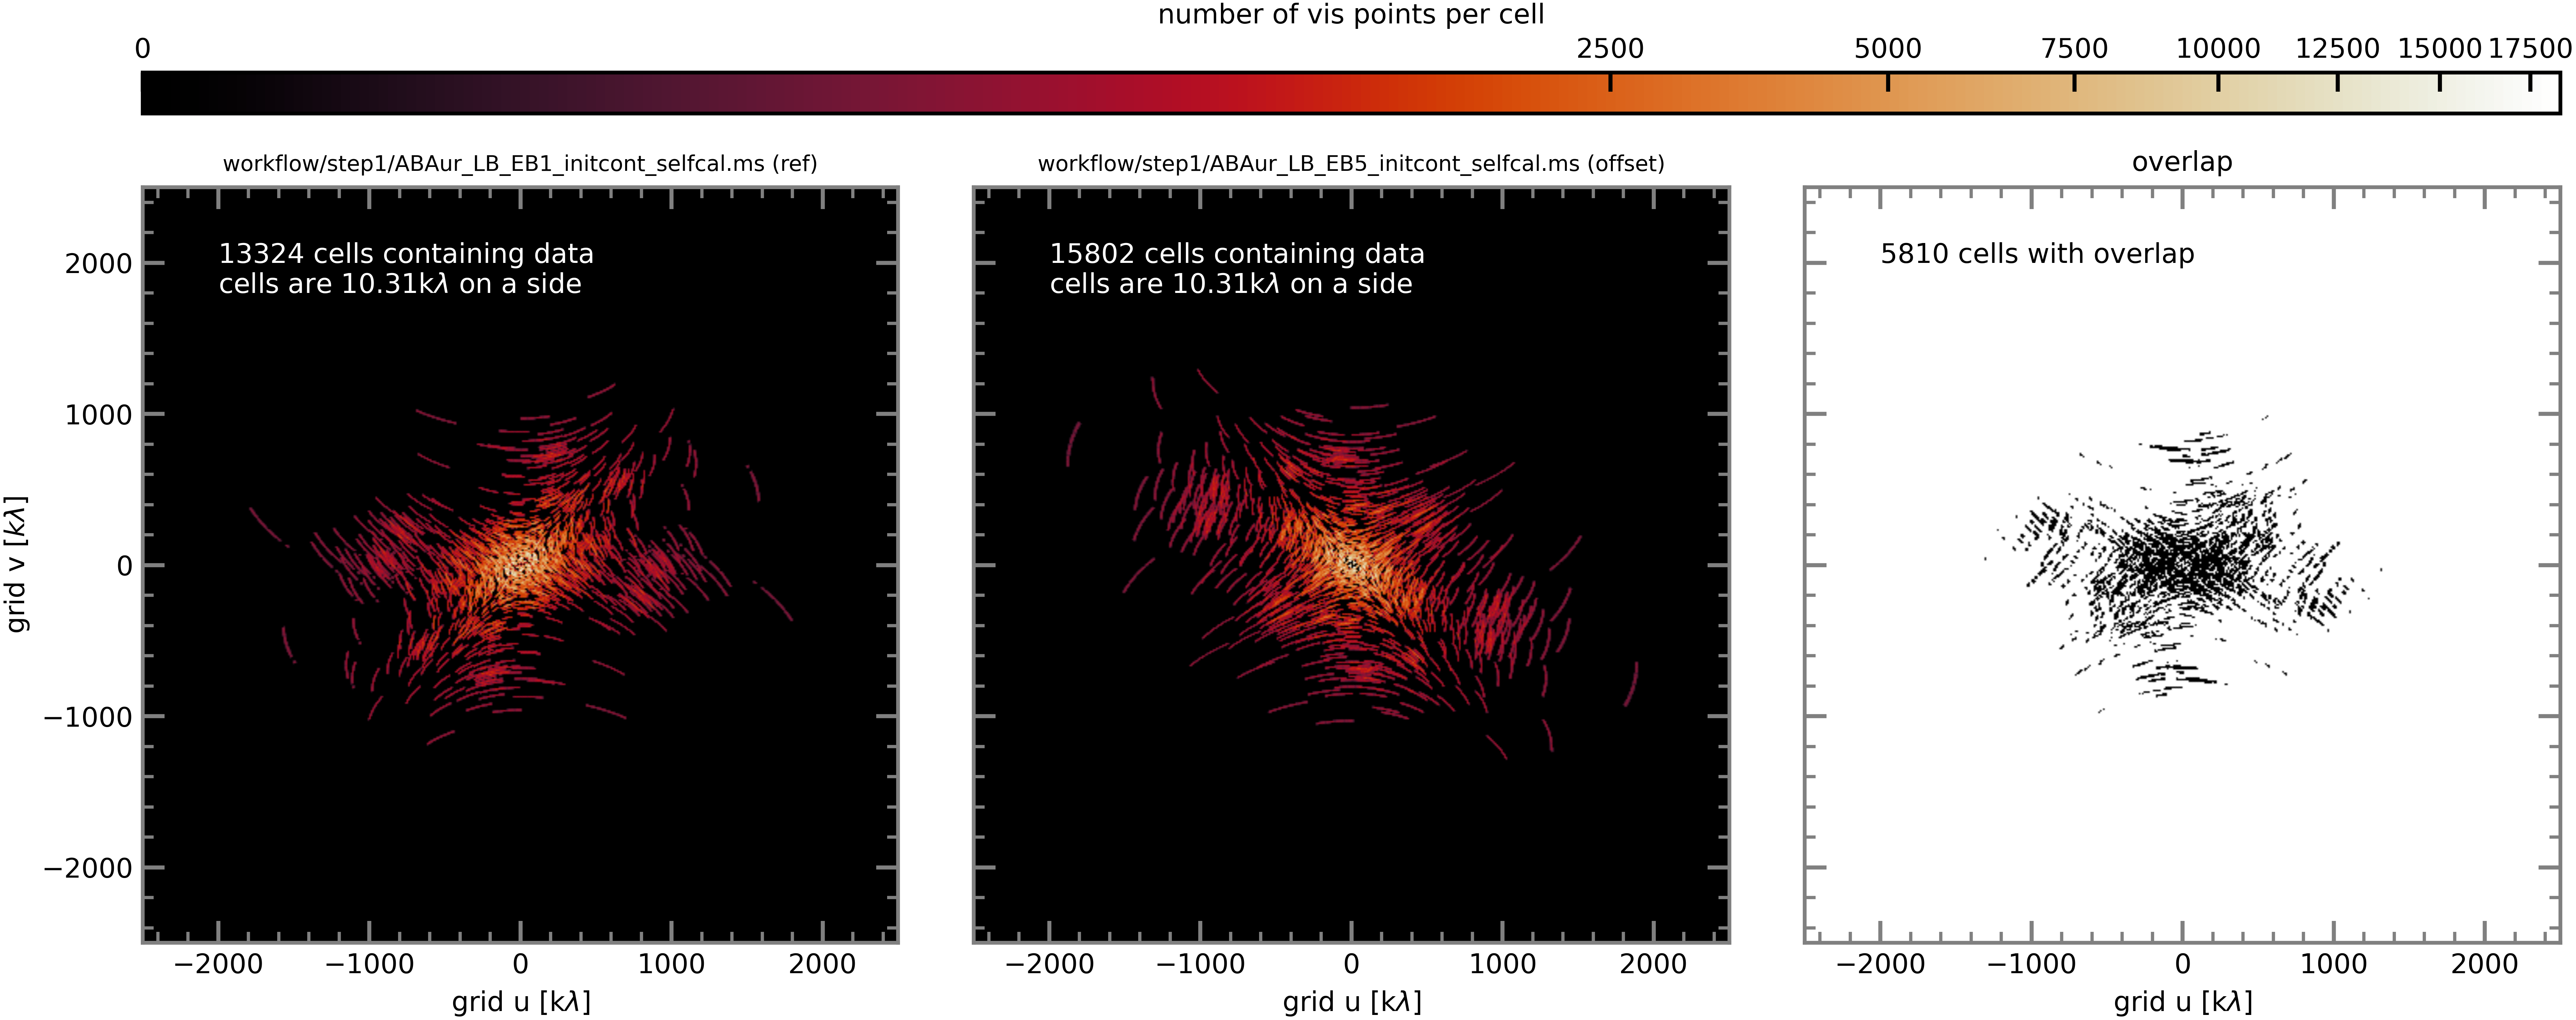 number of vis points per cell
0 2500 5000 7500 10000 12500 15000 17500
workflow/step1/ABAur_LB_EB1_initcont_selfcal.ms (ref)
workflow/step1/ABAur_LB_EB5_initcont_selfcal.ms (offset)
overlap
13324 cells containing data
cells are 10.31kλ on a side
15802 cells containing data
cells are 10.31kλ on a side
5810 cells with overlap
grid v [kλ]
2000
1000
0
−1000
−2000
−2000 −1000 0 1000 2000
grid u [kλ]
−2000 −1000 0 1000 2000
grid u [kλ]
−2000 −1000 0 1000 2000
grid u [kλ]